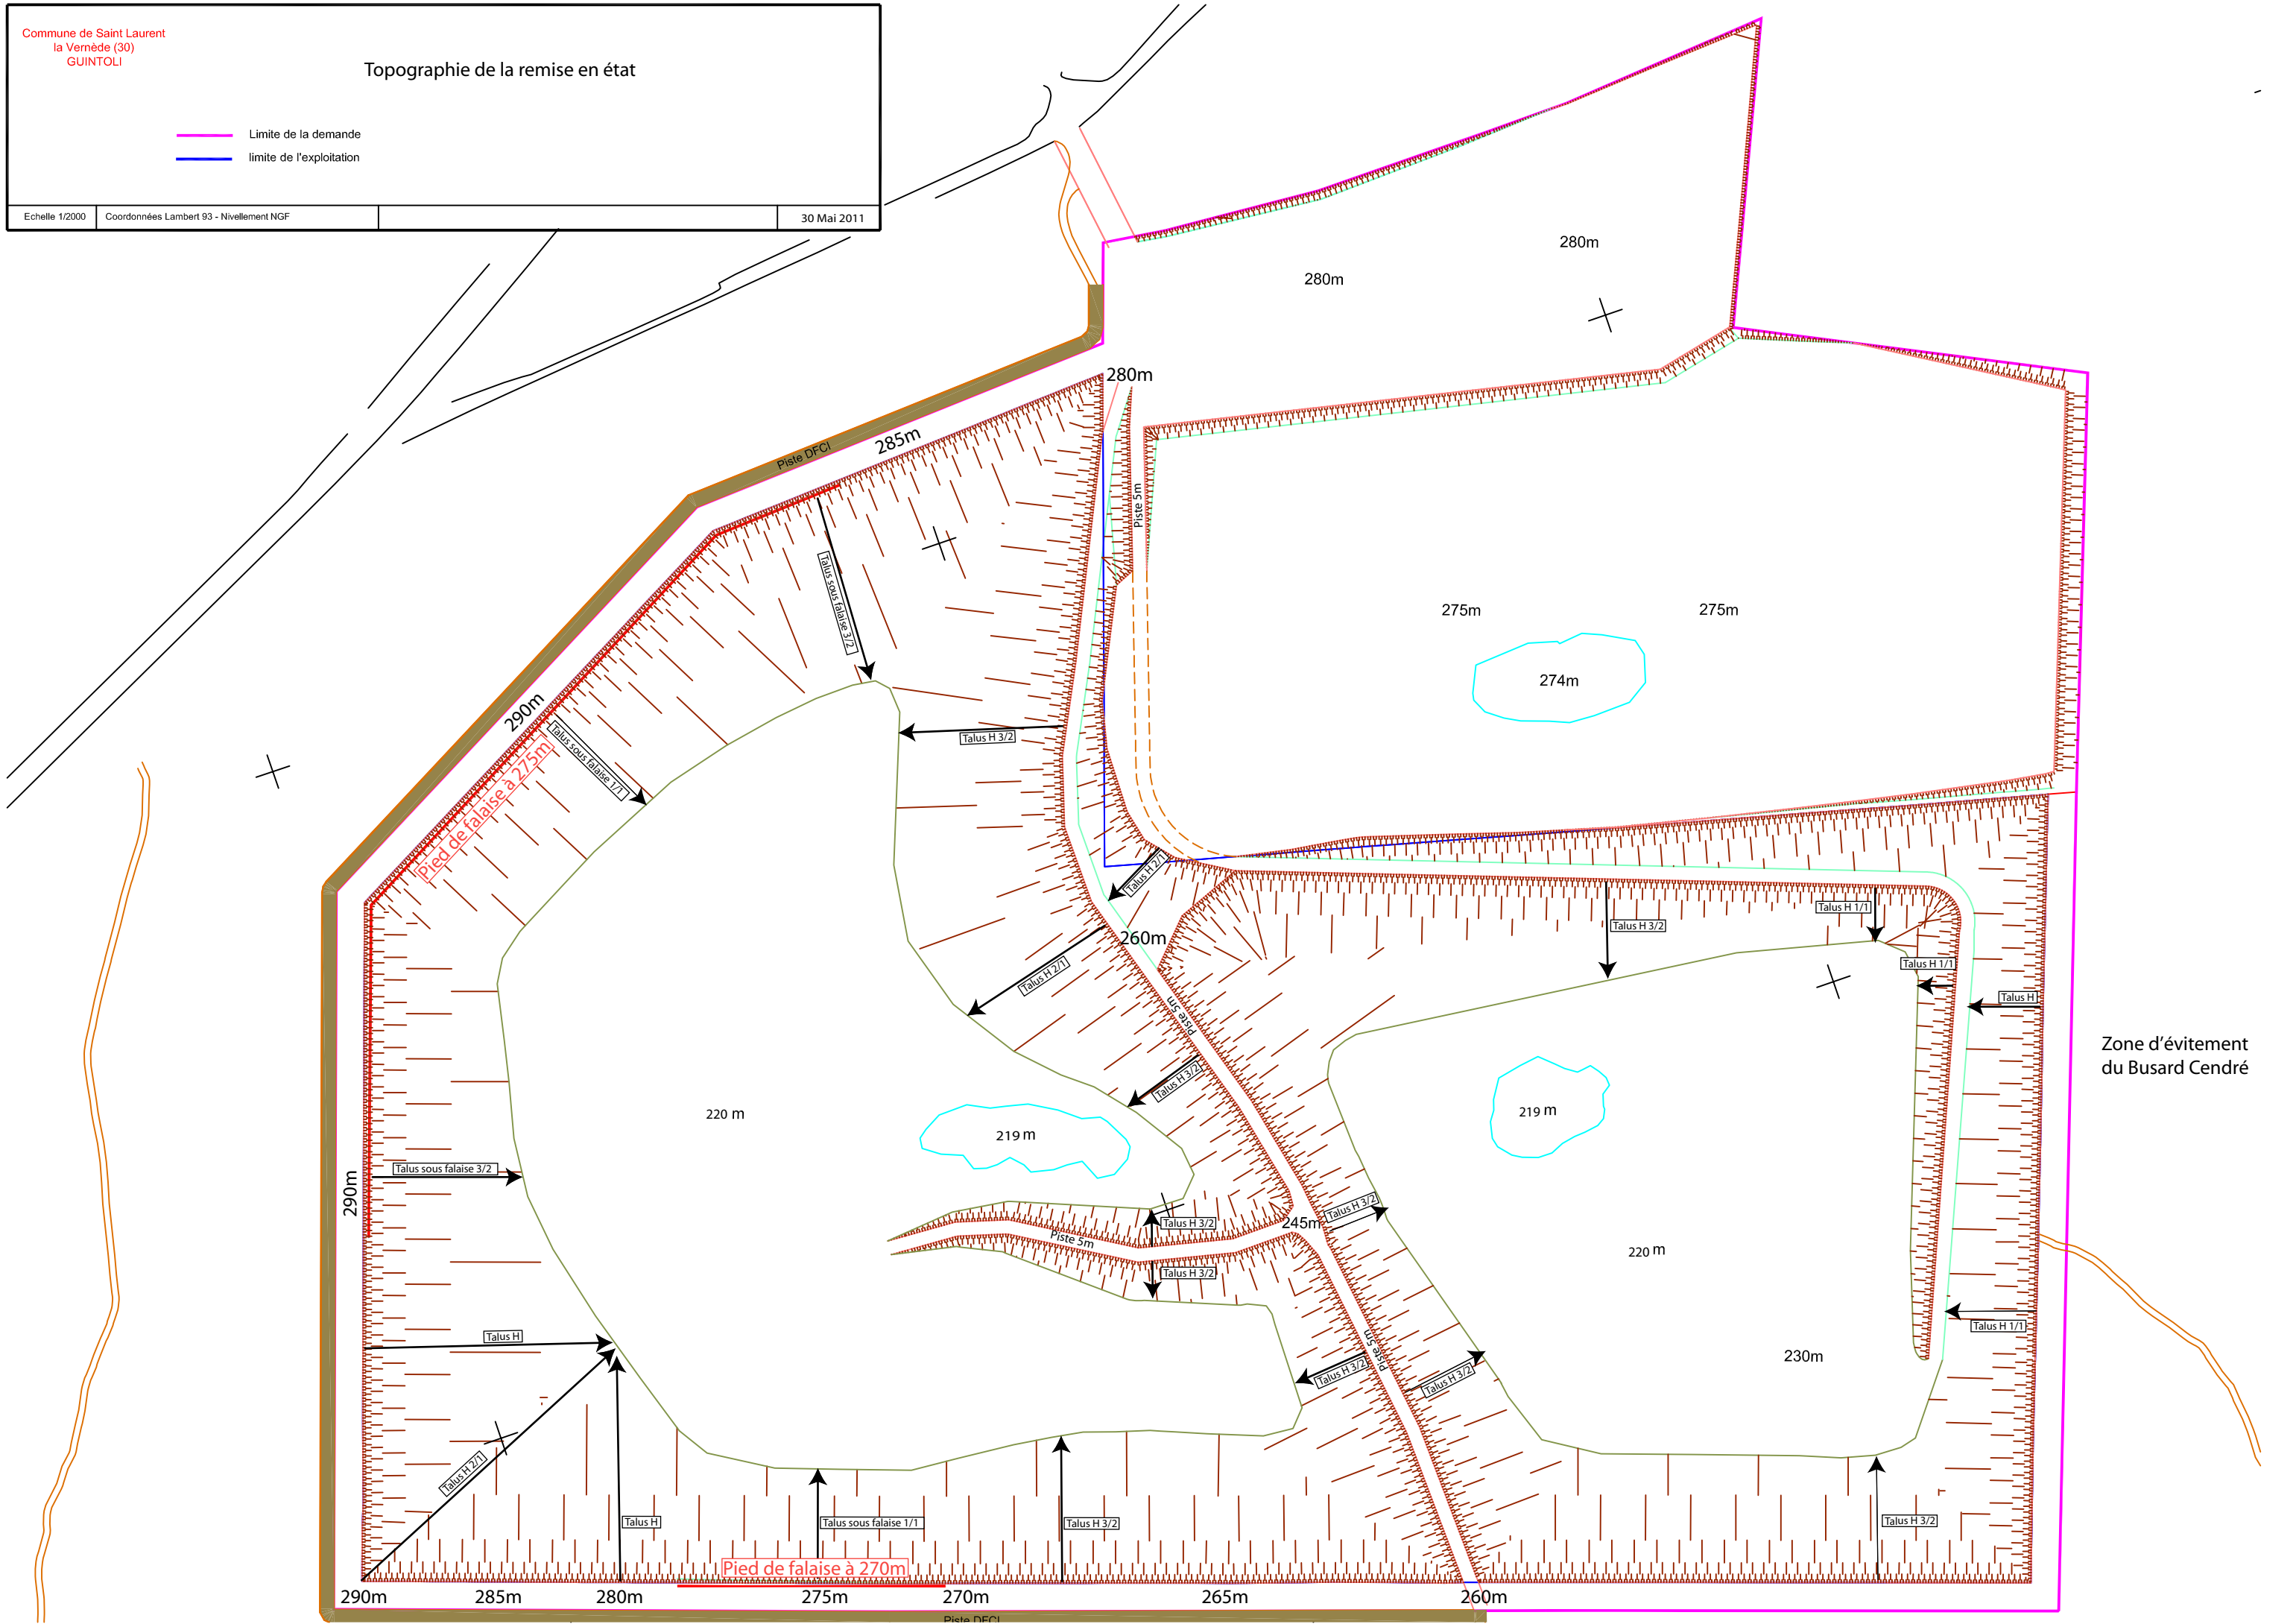 Commune de Saint Laurent
la Vernède (30)
GUINTOLI
Topographie de la remise en état
Limite de la demande
limite de l'exploitation
Echelle 1/2000
Coordonnées Lambert 93 - Nivellement NGF
30 Mai 2011
280m
280m
280m
285m
Piste DFCI
Piste 5m
Talus sous falaise 3/2
275m
275m
274m
290m
Talus sous falaise 1/1
Pied de falaise à 275m
Talus H 3/2
Talus H 2/1
Talus H 1/1
Talus H 3/2
260m
Talus H 2/1
Talus H 1/1
Talus H
Piste 5m
Zone d'évitement
du Busard Cendré
Talus H 3/2
220 m
219 m
219 m
Talus sous falaise 3/2
290m
Talus H 3/2
Talus H 3/2
245m
Piste 5m
220 m
Talus H 3/2
Talus H 1/1
Talus H
Piste 5m
230m
Talus H 3/2
Talus H 3/2
Talus H 2/1
Talus H
Talus sous falaise 1/1
Talus H 3/2
Talus H 3/2
Pied de falaise à 270m
290m
285m
280m
275m
270m
265m
260m
Piste DFCI